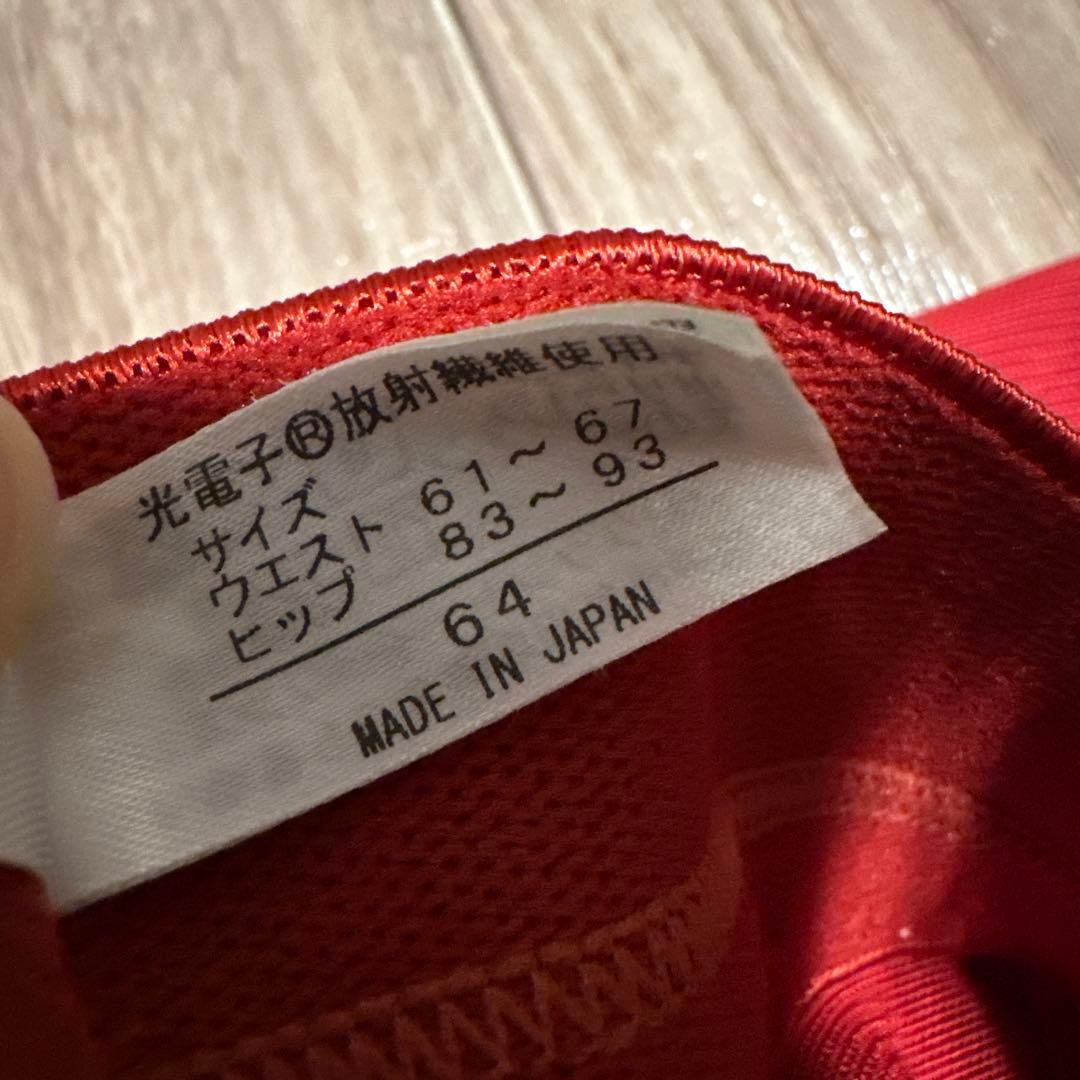 光電子®放射繊維使用
サイズ
ウエスト 61～67
ヒップ 83～93
64
MADE IN JAPAN